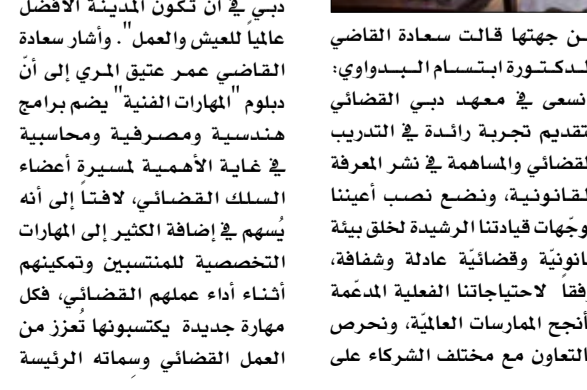 ـن جهتها قالت سعادة القاضي
لدكتورة ابتسام البدواوي:
نسعى في معهد دبي القضائي
تقديم تجربة رائدة في التدريب
لقضائي والمساهمة في نشر المعرفة
لقانونية، ونضع نصب أعيننا
وجّهات قيادتنا الرشيدة لخلق بيئة
انونيّة وقضائيّة عادلة وشفافة،
فقاً لاحتياجاتنا الفعلية المدعّمة
أنجح الممارسات العالميّة، ونحرص
التعاون مع مختلف الشركاء على
دبي في أن تكون المدينة الأفضل
عالمياً للعيش والعمل". وأشار سعادة
القاضي عمر عتيق المري إلى أنّ
دبلوم "المهارات الفنية" يضم برامج
هندسية ومصرفية ومحاسبية
في غاية الأهمية لمسيرة أعضاء
السلك القضائي، لافتاً إلى أنه
يُسهم في إضافة الكثير إلى المهارات
التخصصية للمنتسبين وتمكينهم
أثناء أداء عملهم القضائي، فكل
مهارة جديدة يكتسبونها تُعزز من
العمل القضائي وسماته الرئيسة